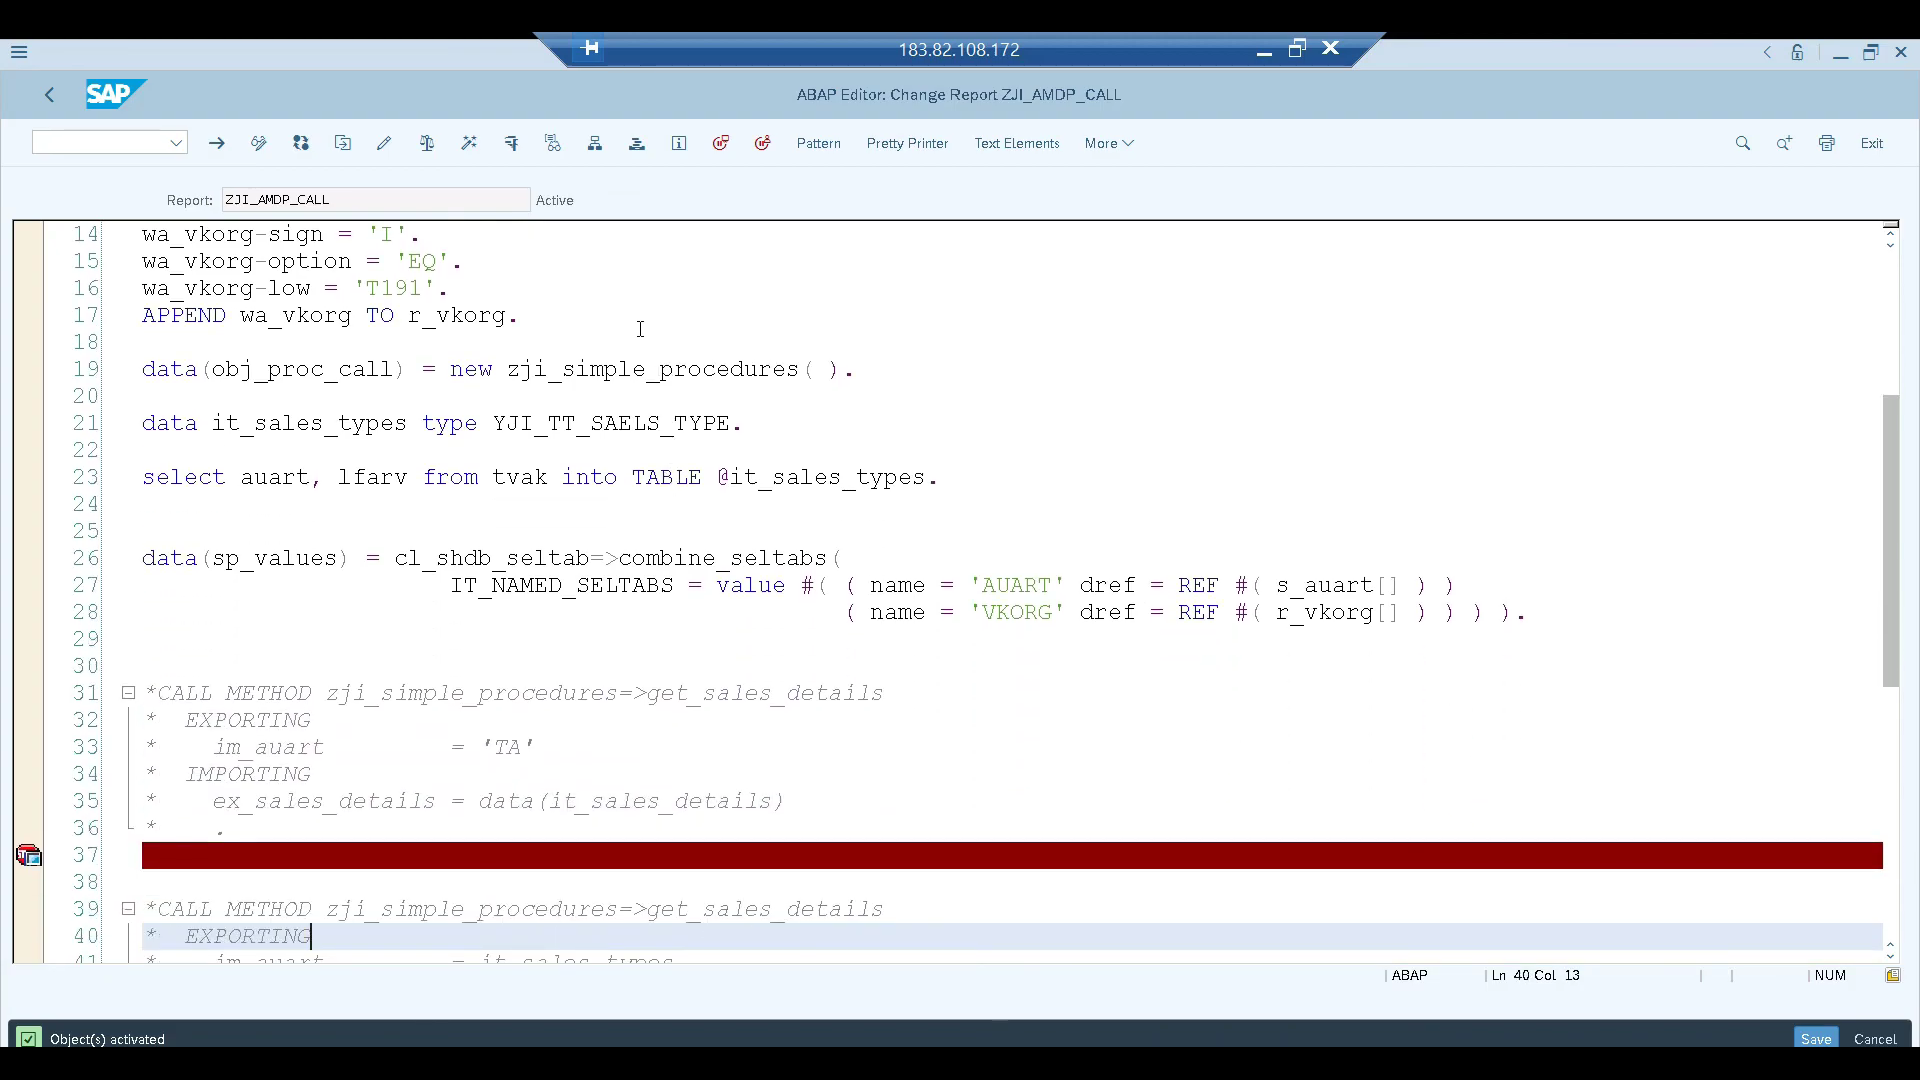 183.82.108.172
SAP
ABAP Editor: Change Report ZJI_AMDP_CALL
Pattern
Pretty Printer
Text Elements
More
Exit
Report:
ZJI_AMDP_CALL
Active
14 wa_vkorg-sign = 'I'.
15 wa_vkorg-option = 'EQ'.
16 wa_vkorg-low = 'T191'.
17 APPEND wa_vkorg TO r_vkorg.
18
19 data(obj_proc_call) = new zji_simple_procedures( ).
20
21 data it_sales_types type YJI_TT_SAELS_TYPE.
22
23 select auart, lfarv from tvak into TABLE @it_sales_types.
24
25
26 data(sp_values) = cl_shdb_seltab=>combine_seltabs(
27 IT_NAMED_SELTABS = value #( ( name = 'AUART' dref = REF #( s_auart[] ) )
28 ( name = 'VKORG' dref = REF #( r_vkorg[] ) ) ) ).
29
30
31 *CALL METHOD zji_simple_procedures=>get_sales_details
32 * EXPORTING
33 * im_auart = 'TA'
34 * IMPORTING
35 * ex_sales_details = data(it_sales_details)
36 * .
37
38
39 *CALL METHOD zji_simple_procedures=>get_sales_details
40 * EXPORTING
41 * im_auart = it_sales_types
ABAP
Ln 40 Col 13
NUM
Object(s) activated
Save
Cancel